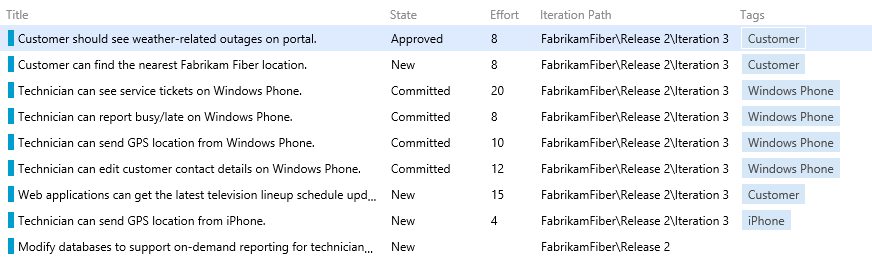 Title State Effort Iteration Path Tags
Customer should see weather-related outages on portal. Approved 8 FabrikamFiber\Release 2\Iteration 3 Customer
Customer can find the nearest Fabrikam Fiber location. New 8 FabrikamFiber\Release 2\Iteration 3 Customer
Technician can see service tickets on Windows Phone. Committed 20 FabrikamFiber\Release 2\Iteration 3 Windows Phone
Technician can report busy/late on Windows Phone. Committed 8 FabrikamFiber\Release 2\Iteration 3 Windows Phone
Technician can send GPS location from Windows Phone. Committed 10 FabrikamFiber\Release 2\Iteration 3 Windows Phone
Technician can edit customer contact details on Windows Phone. Committed 12 FabrikamFiber\Release 2\Iteration 3 Windows Phone
Web applications can get the latest television lineup schedule upd... New 15 FabrikamFiber\Release 2\Iteration 3 Customer
Technician can send GPS location from iPhone. New 4 FabrikamFiber\Release 2\Iteration 3 iPhone
Modify databases to support on-demand reporting for technician... New FabrikamFiber\Release 2